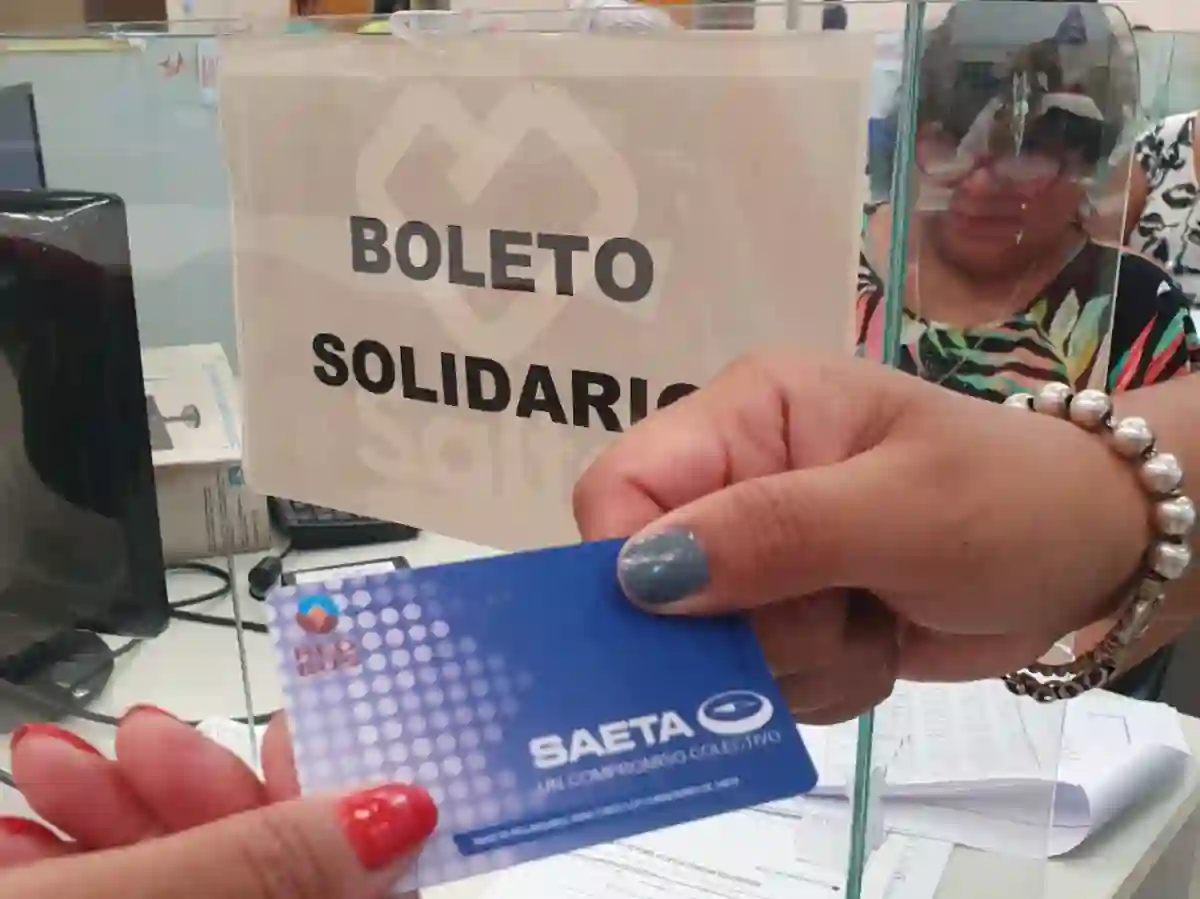 BOLETO
SOLIDARIO
SAETA
UN COMPROMISO COLECTIVO